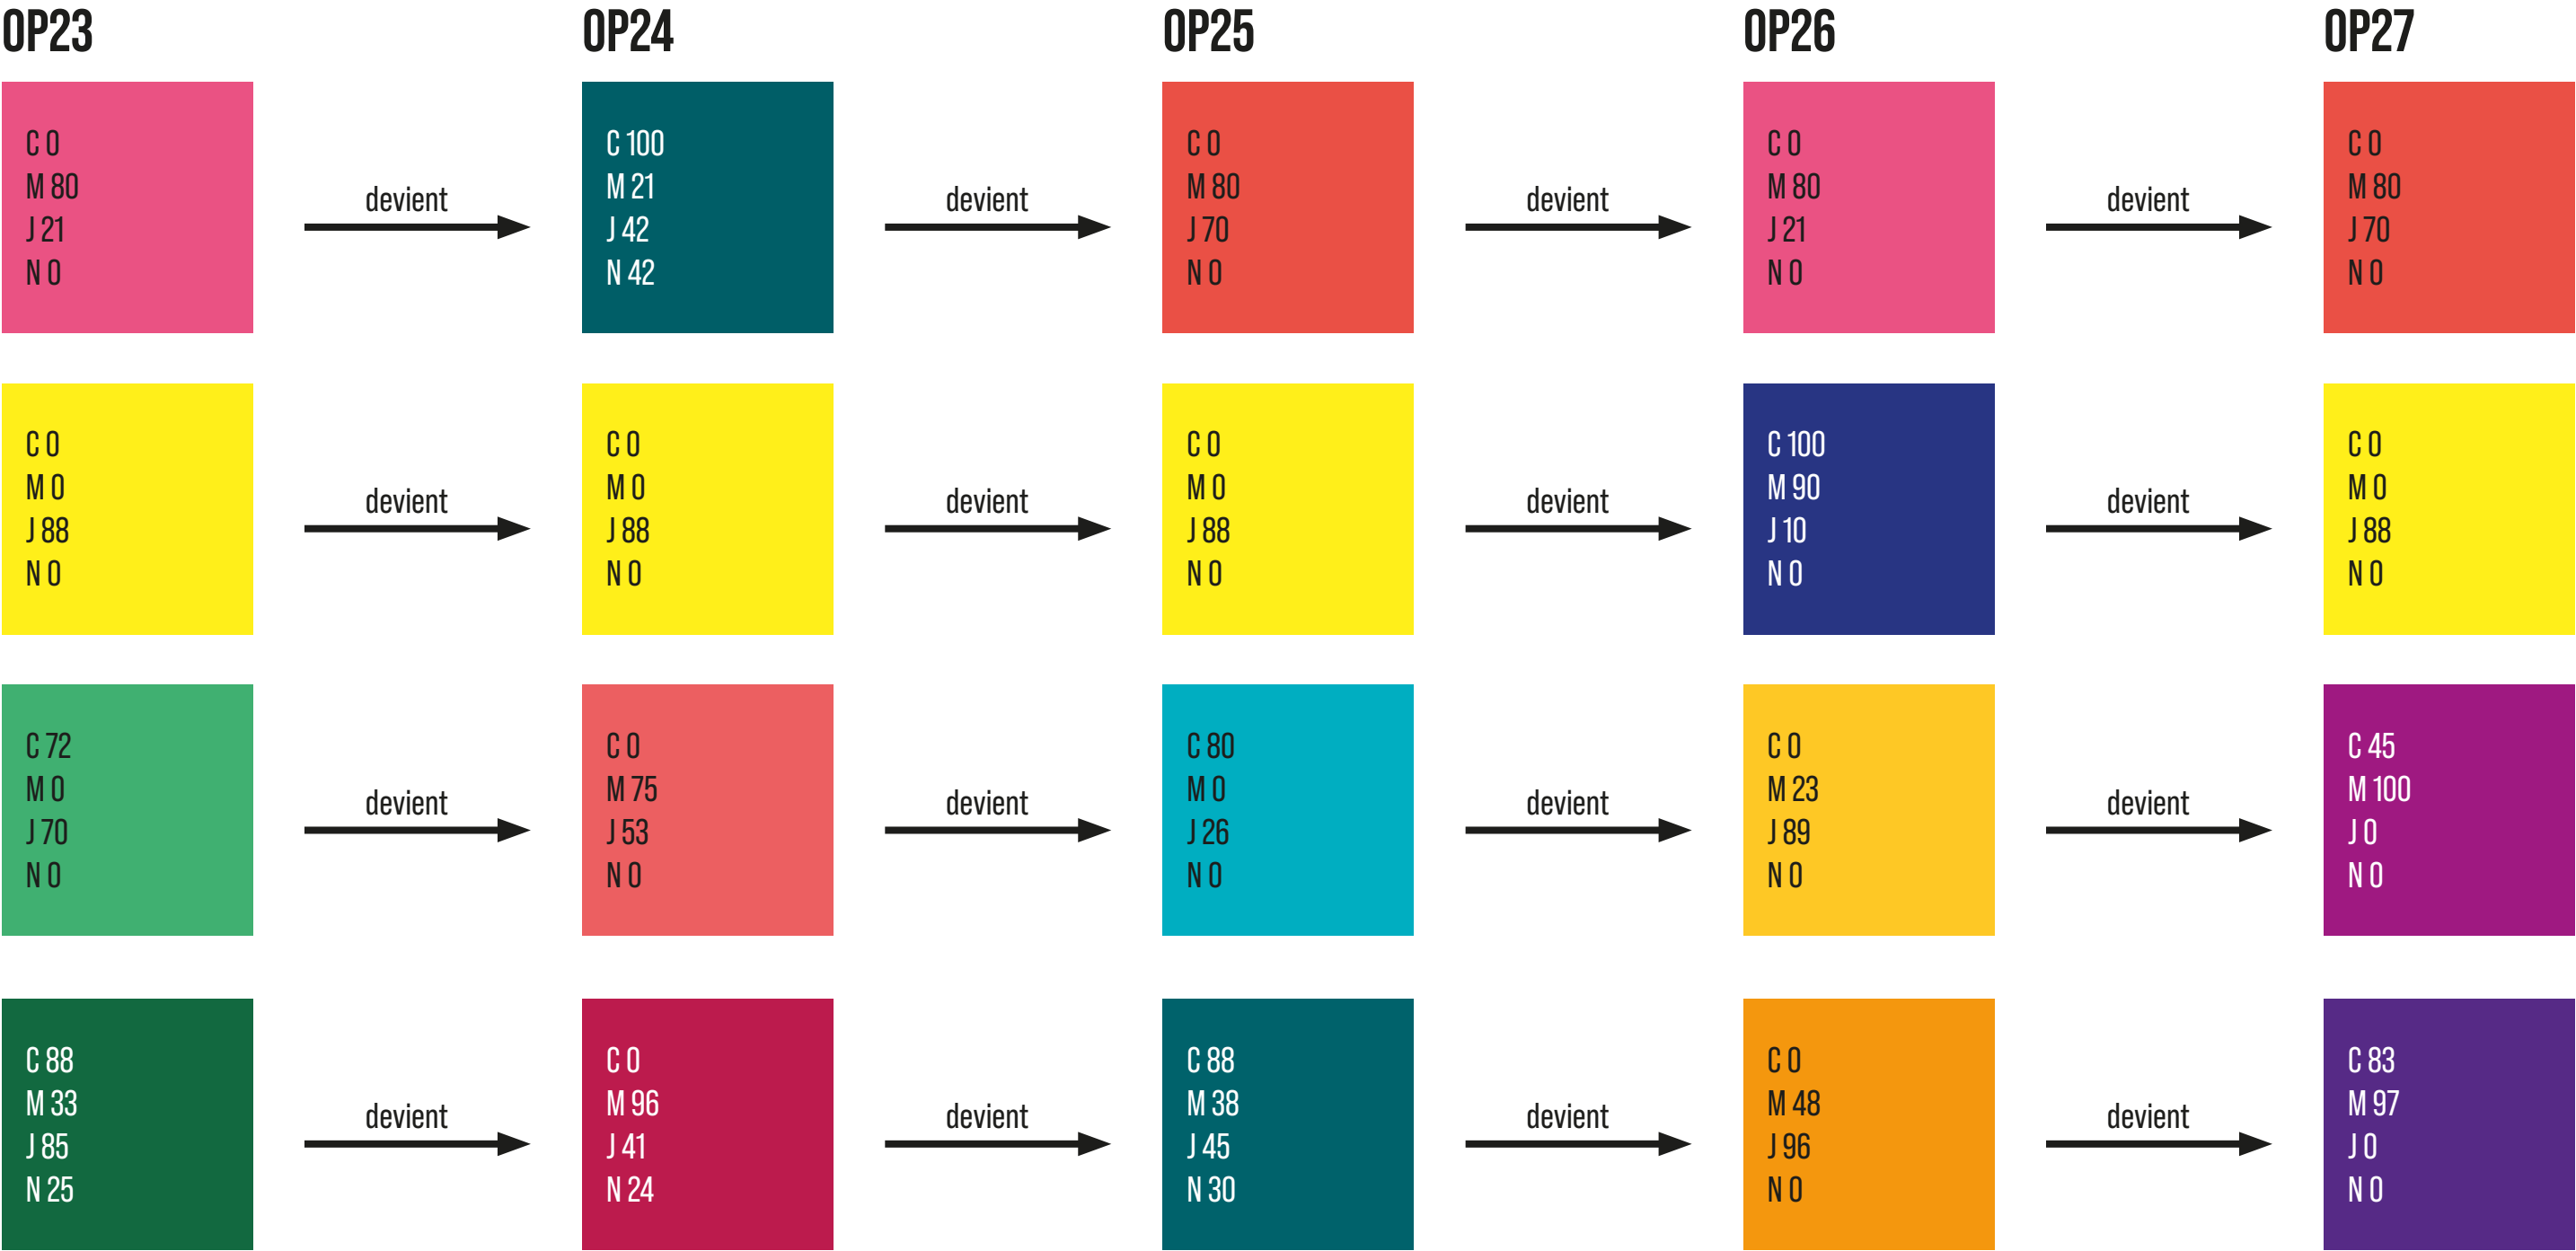 OP23
OP24
OP25
OP26
OP27
C 0
M 80
J 21
N 0
devient
C 100
M 21
J 42
N 42
devient
C 0
M 80
J 70
N 0
devient
C 0
M 80
J 21
N 0
devient
C 0
M 80
J 70
N 0
C 0
M 0
J 88
N 0
devient
C 0
M 0
J 88
N 0
devient
C 0
M 0
J 88
N 0
devient
C 100
M 90
J 10
N 0
devient
C 0
M 0
J 88
N 0
C 72
M 0
J 70
N 0
devient
C 0
M 75
J 53
N 0
devient
C 80
M 0
J 26
N 0
devient
C 0
M 23
J 89
N 0
devient
C 45
M 100
J 0
N 0
C 88
M 33
J 85
N 25
devient
C 0
M 96
J 41
N 24
devient
C 88
M 38
J 45
N 30
devient
C 0
M 48
J 96
N 0
devient
C 83
M 97
J 0
N 0